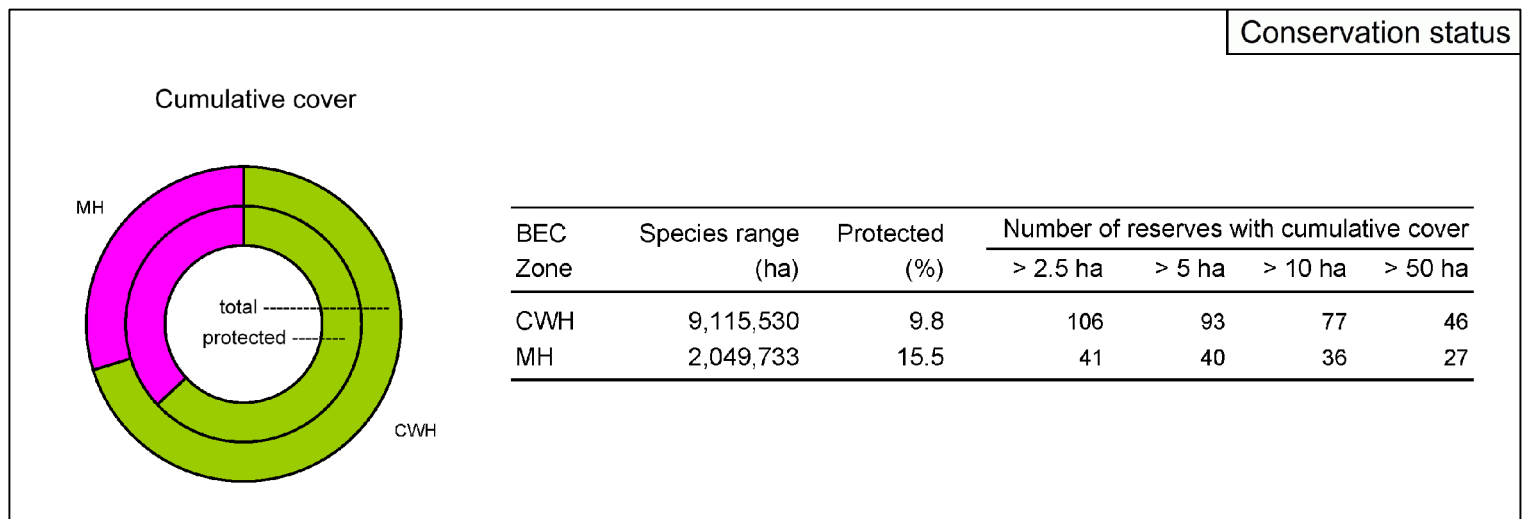 Conservation status
Cumulative cover
MH
total
protected
CWH
BEC Species range Protected Number of reserves with cumulative cover
Zone (ha) (%) > 2.5 ha > 5 ha > 10 ha > 50 ha
CWH 9,115,530 9.8 106 93 77 46
MH 2,049,733 15.5 41 40 36 27